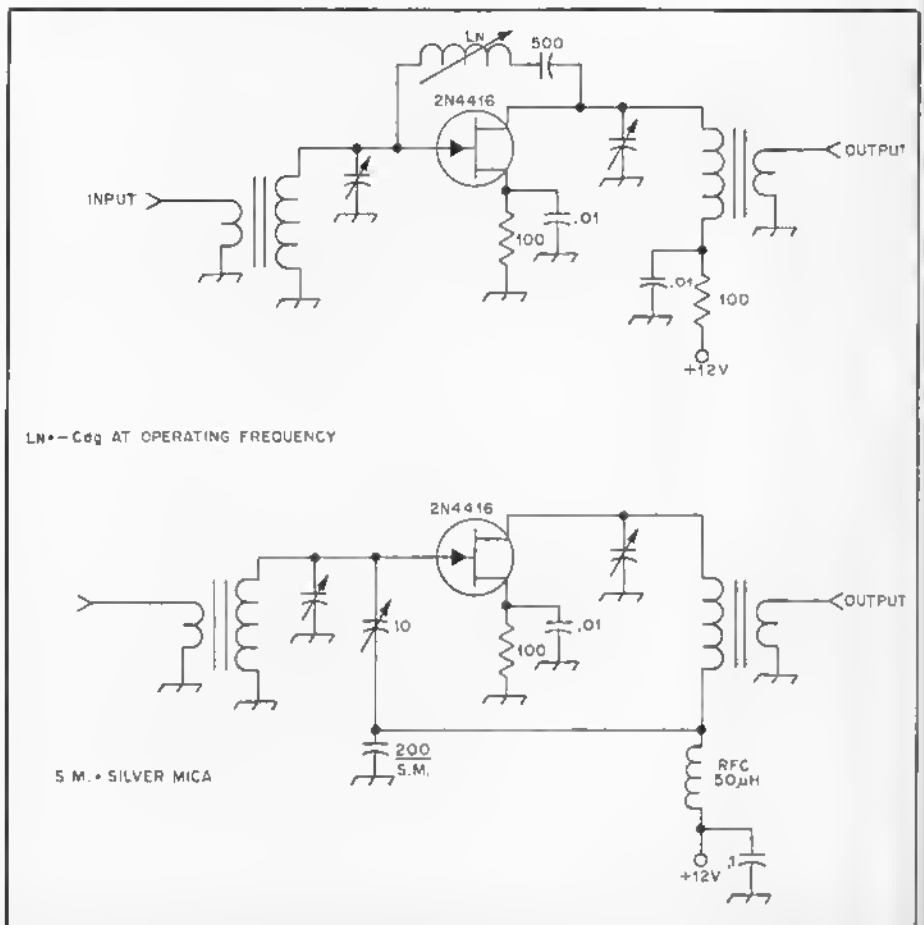 LN
500
2N4416
INPUT
OUTPUT
.01
100
.01
100
+12V
LN = -Cdg AT OPERATING FREQUENCY
2N4416
10
.01
100
OUTPUT
200
S.M.
S.M. = SILVER MICA
RFC
50µH
+12V
.1